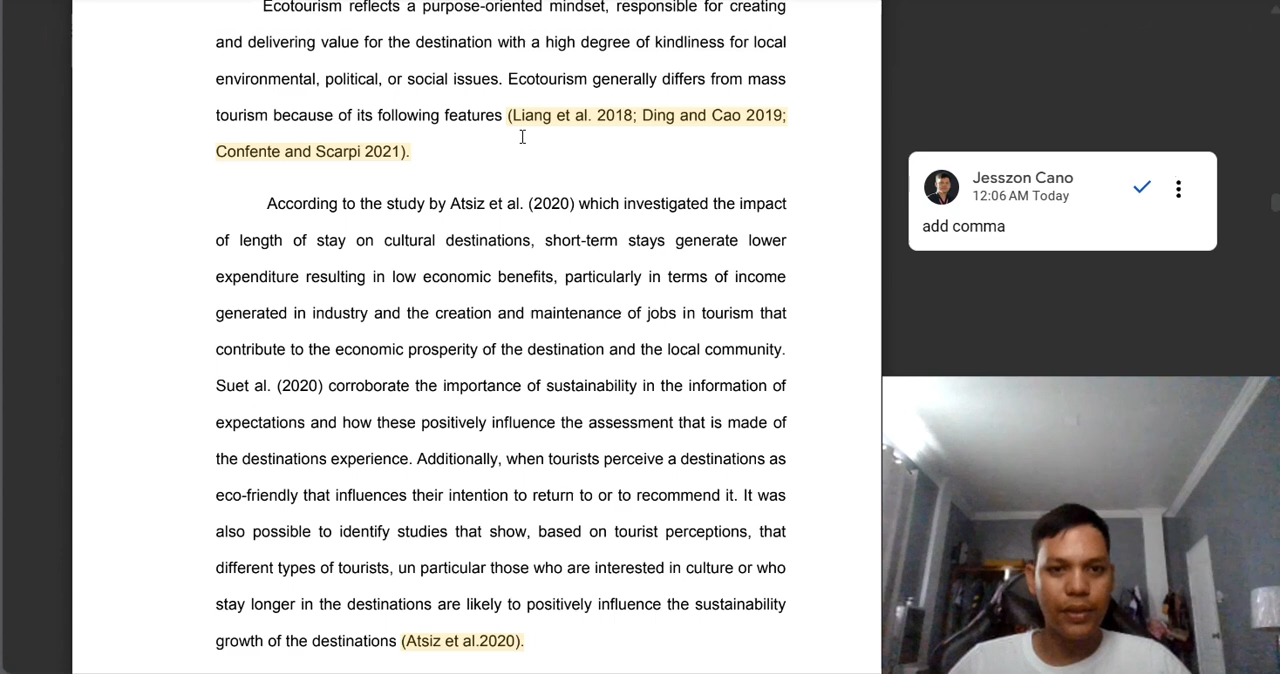 Ecotourism reflects a purpose-oriented mindset, responsible for creating
and delivering value for the destination with a high degree of kindliness for local
environmental, political, or social issues. Ecotourism generally differs from mass
tourism because of its following features (Liang et al. 2018; Ding and Cao 2019;
Confente and Scarpi 2021).
According to the study by Atsiz et al. (2020) which investigated the impact
of length of stay on cultural destinations, short-term stays generate lower
expenditure resulting in low economic benefits, particularly in terms of income
generated in industry and the creation and maintenance of jobs in tourism that
contribute to the economic prosperity of the destination and the local community.
Suet al. (2020) corroborate the importance of sustainability in the information of
expectations and how these positively influence the assessment that is made of
the destinations experience. Additionally, when tourists perceive a destinations as
eco-friendly that influences their intention to return to or to recommend it. It was
also possible to identify studies that show, based on tourist perceptions, that
different types of tourists, un particular those who are interested in culture or who
stay longer in the destinations are likely to positively influence the sustainability
growth of the destinations (Atsiz et al.2020).
Jesszon Cano
12:06 AM Today
add comma